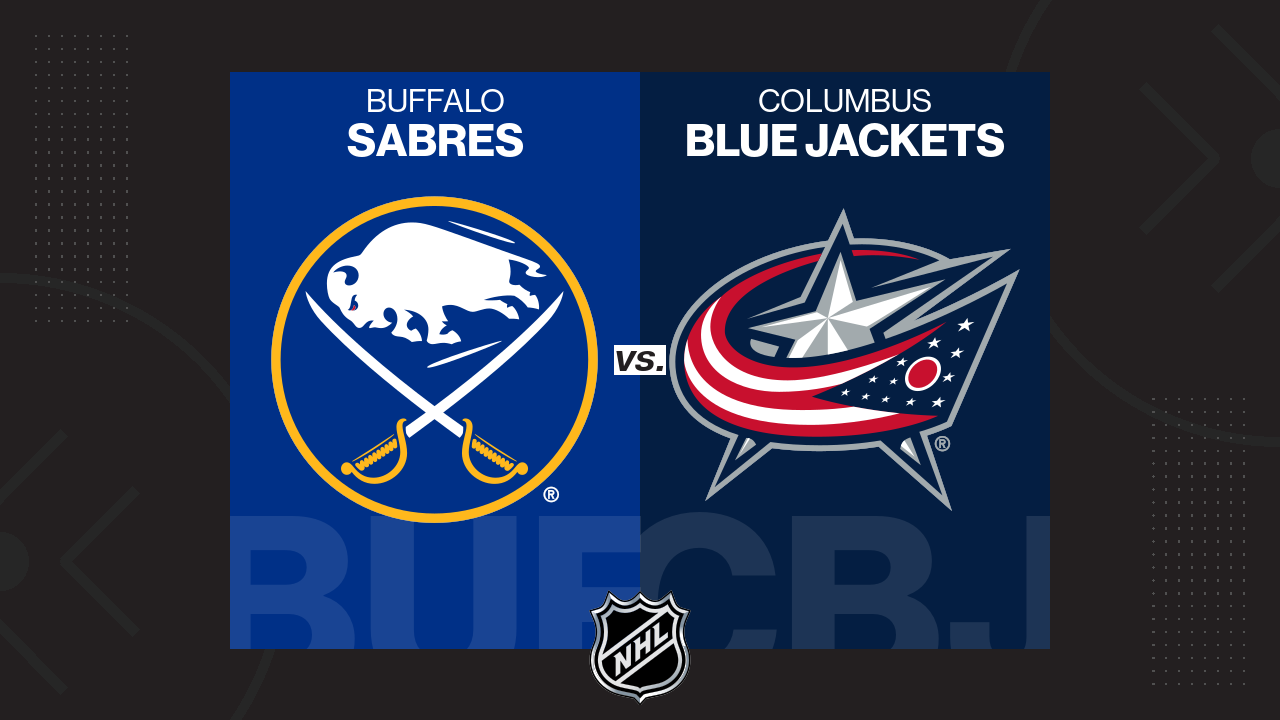 BUFFALO
SABRES
COLUMBUS
BLUE JACKETS
vs.
®
®
BUF
CBJ
NHL